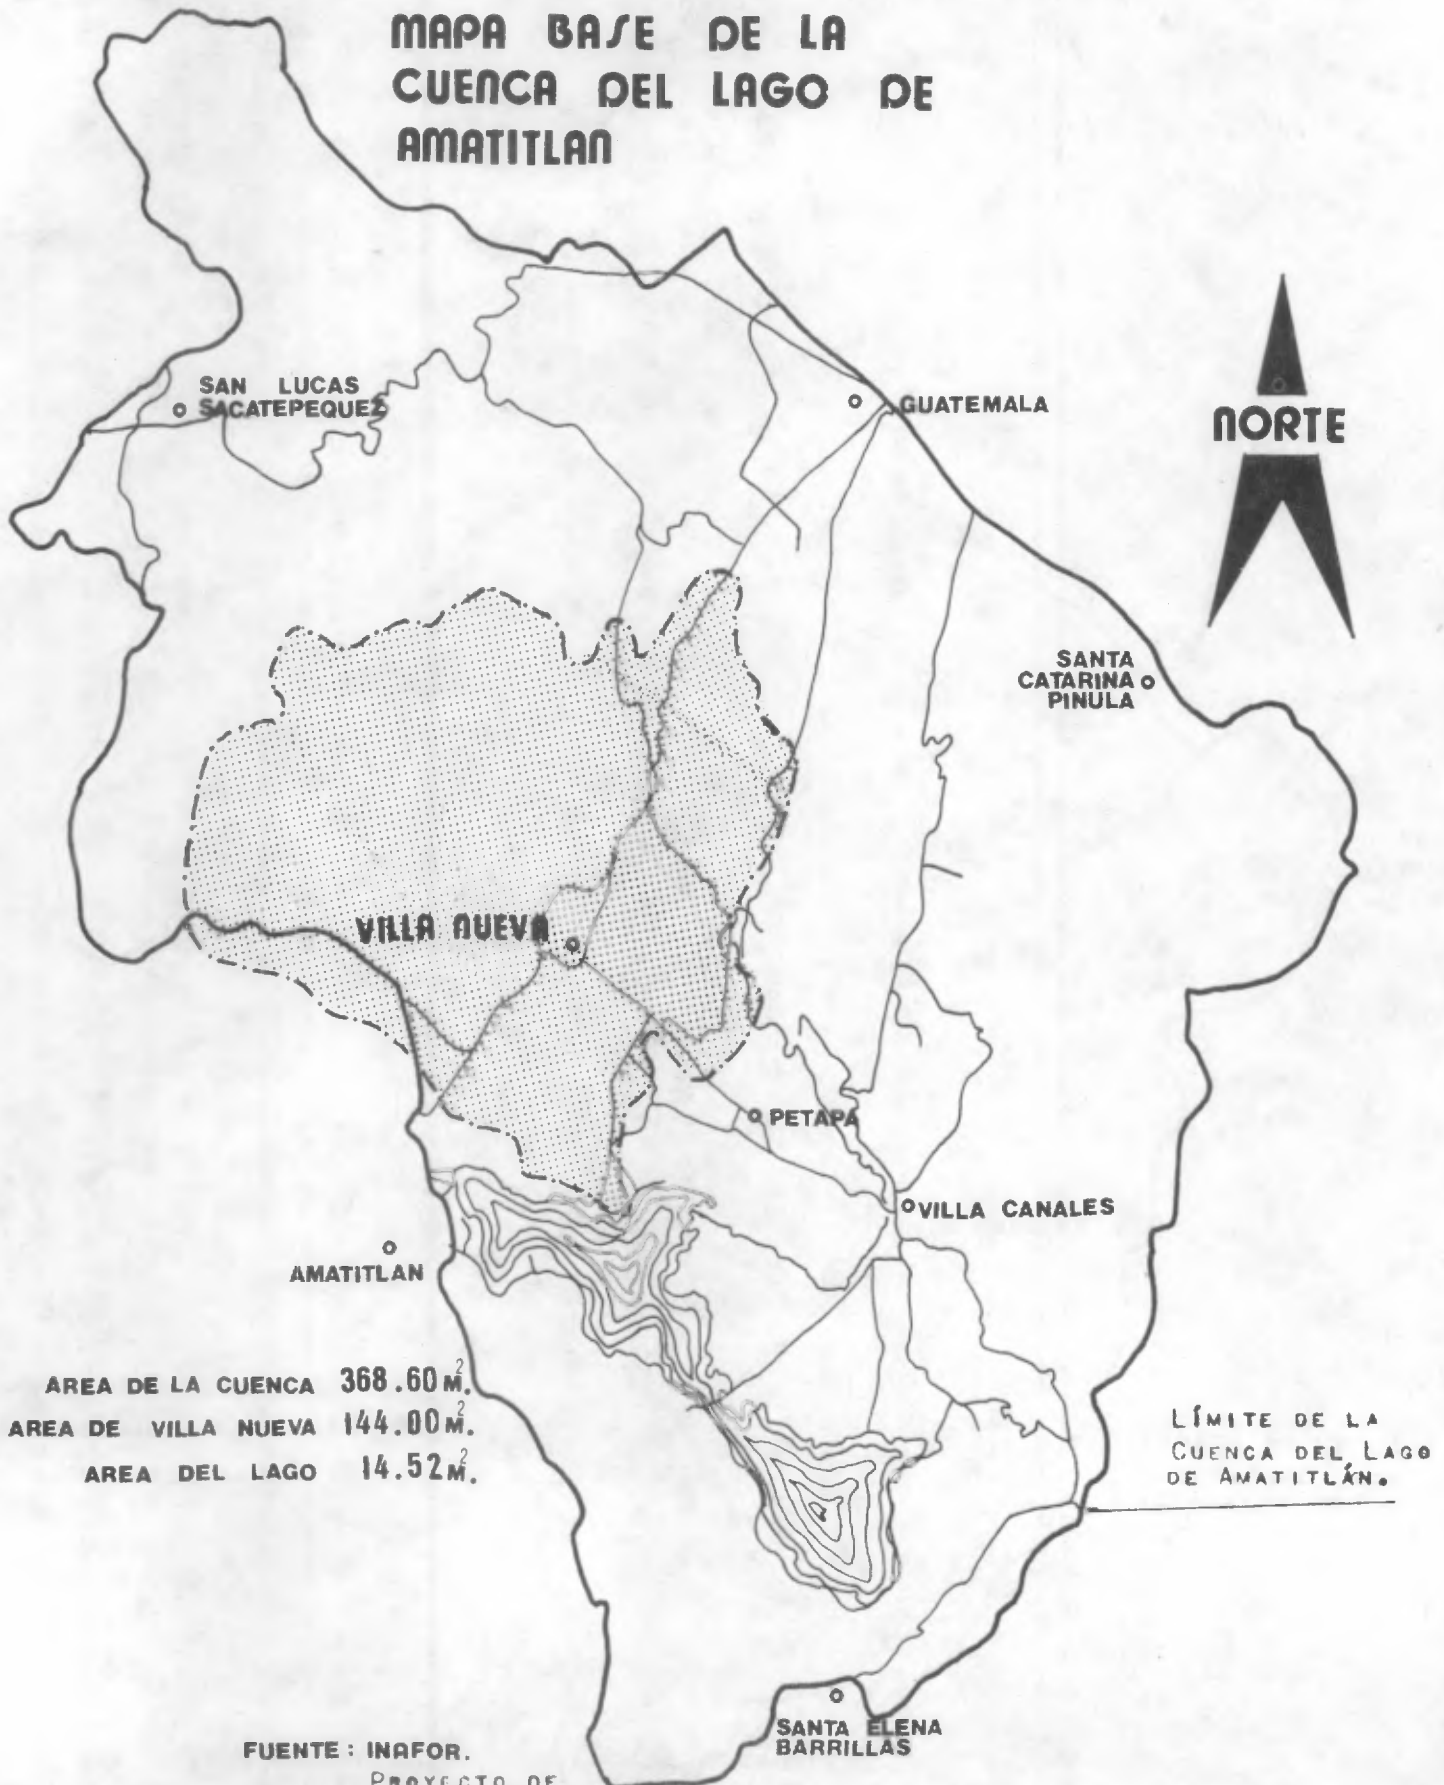 MAPA BASE DE LA
CUENCA DEL LAGO DE
AMATITLAN
SAN LUCAS
SACATEPEQUEZ
GUATEMALA
NORTE
SANTA
CATARINA
PINULA
VILLA NUEVA
PETAPA
VILLA CANALES
AMATITLAN
AREA DE LA CUENCA 368.60 M².
AREA DE VILLA NUEVA 144.00 M².
AREA DEL LAGO 14.52 M².
LÍMITE DE LA
CUENCA DEL LAGO
DE AMATITLÁN.
SANTA ELENA
BARRILLAS
FUENTE: INAFOR.
PROYECTO DE